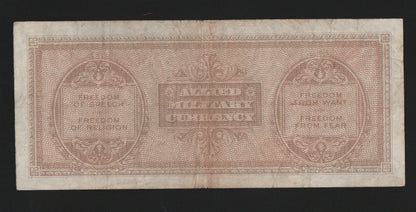 FREEDOM
OF SPEECH
FREEDOM
OF RELIGION
ALLIED
MILITARY
CURRENCY
FREEDOM
FROM WANT
FREEDOM
FROM FEAR